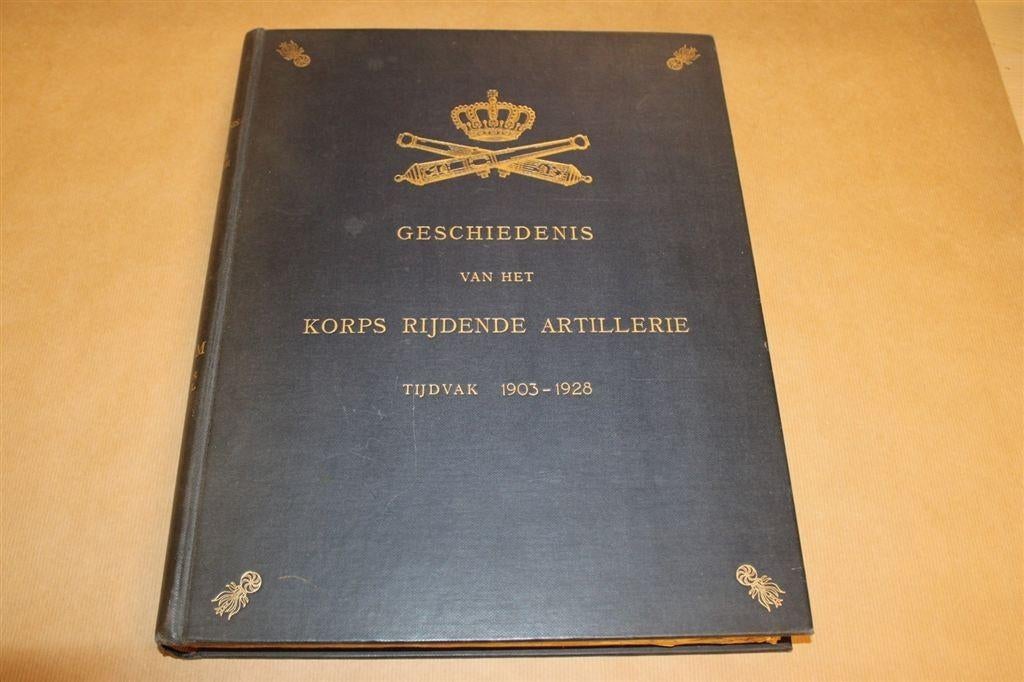 GESCHIEDENIS
VAN HET
KORPS RIJDENDE ARTILLERIE
TIJDVAK 1903-1928